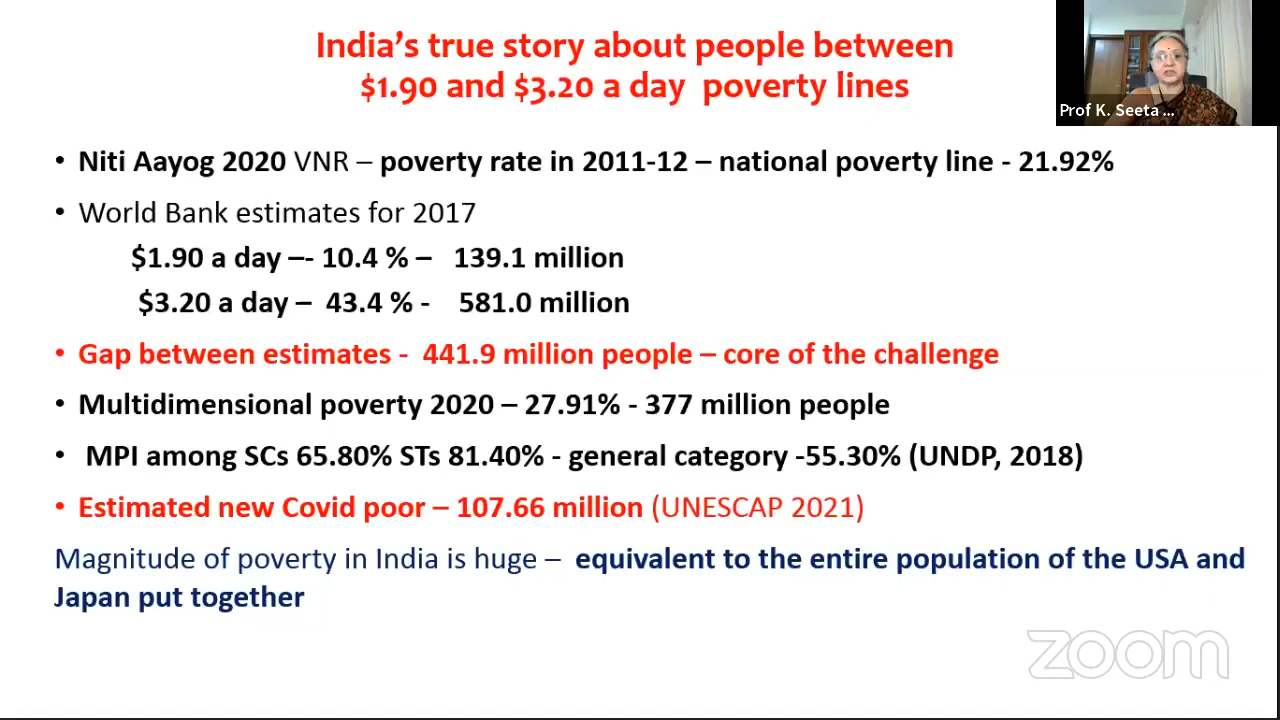 India's true story about people between
$1.90 and $3.20 a day poverty lines
Prof K. Seeta ...
• Niti Aayog 2020 VNR – poverty rate in 2011-12 – national poverty line - 21.92%
• World Bank estimates for 2017
$1.90 a day –- 10.4 % – 139.1 million
$3.20 a day – 43.4 % - 581.0 million
• Gap between estimates - 441.9 million people – core of the challenge
• Multidimensional poverty 2020 – 27.91% - 377 million people
• MPI among SCs 65.80% STs 81.40% - general category -55.30% (UNDP, 2018)
• Estimated new Covid poor – 107.66 million (UNESCAP 2021)
Magnitude of poverty in India is huge – equivalent to the entire population of the USA and
Japan put together
zoom